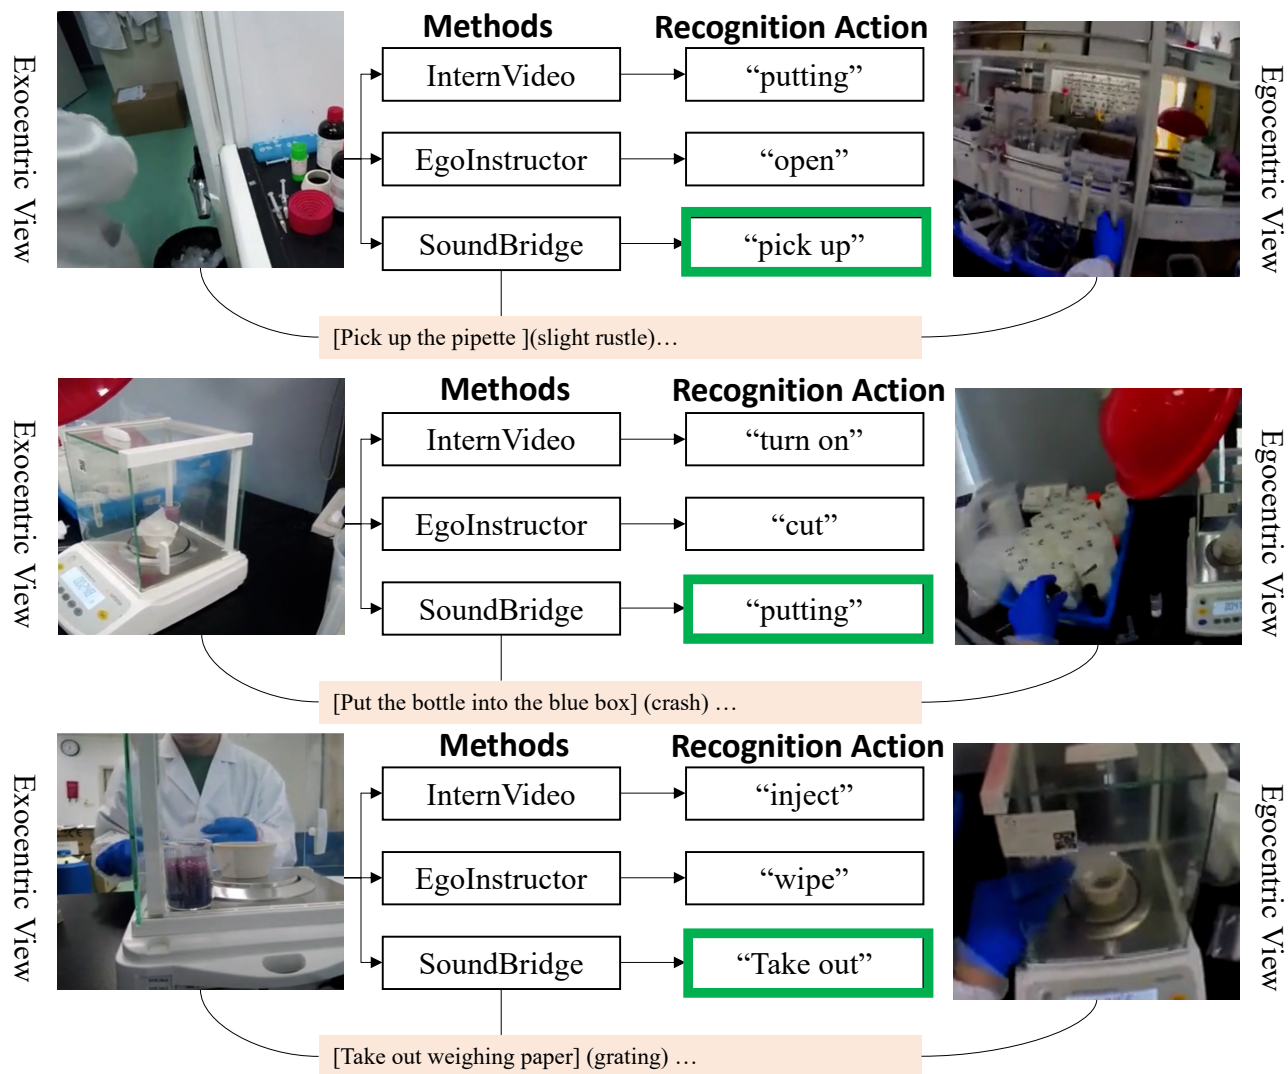 Methods
Recognition Action
Exocentric View
InternVideo
“putting”
EgoInstructor
“open”
SoundBridge
“pick up”
Egocentric View
[Pick up the pipette ](slight rustle)…
Methods
Recognition Action
Exocentric View
InternVideo
“turn on”
EgoInstructor
“cut”
SoundBridge
“putting”
Egocentric View
[Put the bottle into the blue box] (crash) …
Methods
Recognition Action
Exocentric View
InternVideo
“inject”
EgoInstructor
“wipe”
SoundBridge
“Take out”
Egocentric View
[Take out weighing paper] (grating) …